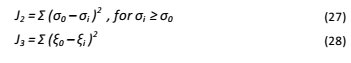 J₂ = Σ (σ₀ – σᵢ)² , for σᵢ ≥ σ₀ (27)
J₃ = Σ (ξ₀ – ξᵢ)² (28)